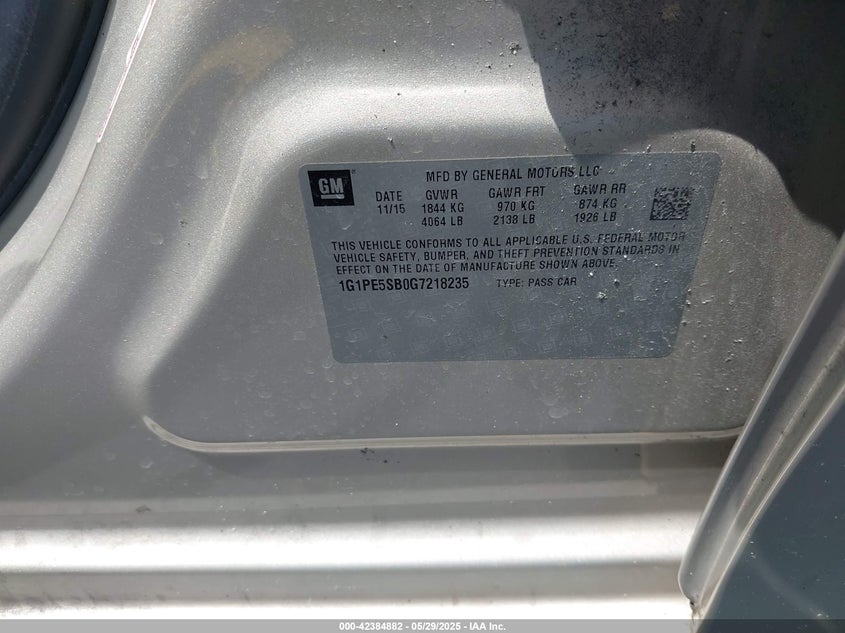 GM
MFD BY GENERAL MOTORS LLC
DATE GVWR GAWR FRT GAWR RR
11/15 1844 KG 970 KG 874 KG
4064 LB 2138 LB 1926 LB
THIS VEHICLE CONFORMS TO ALL APPLICABLE U.S. FEDERAL MOTOR
VEHICLE SAFETY, BUMPER, AND THEFT PREVENTION STANDARDS IN
EFFECT ON THE DATE OF MANUFACTURE SHOWN ABOVE.
1G1PE5SB0G7218235 TYPE: PASS CAR
000-42384882 - 05/29/2025 - IAA Inc.